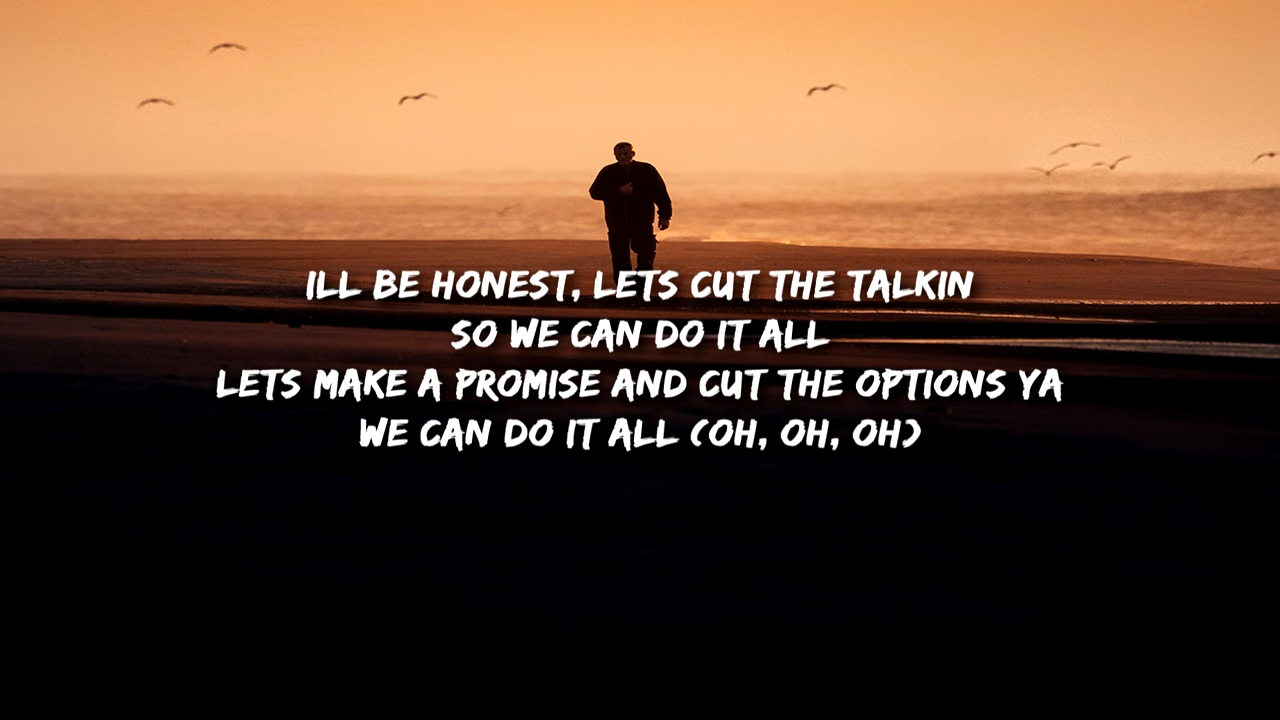 ILL BE HONEST, LETS CUT THE TALKIN
SO WE CAN DO IT ALL
LETS MAKE A PROMISE AND CUT THE OPTIONS YA
WE CAN DO IT ALL (OH, OH, OH)